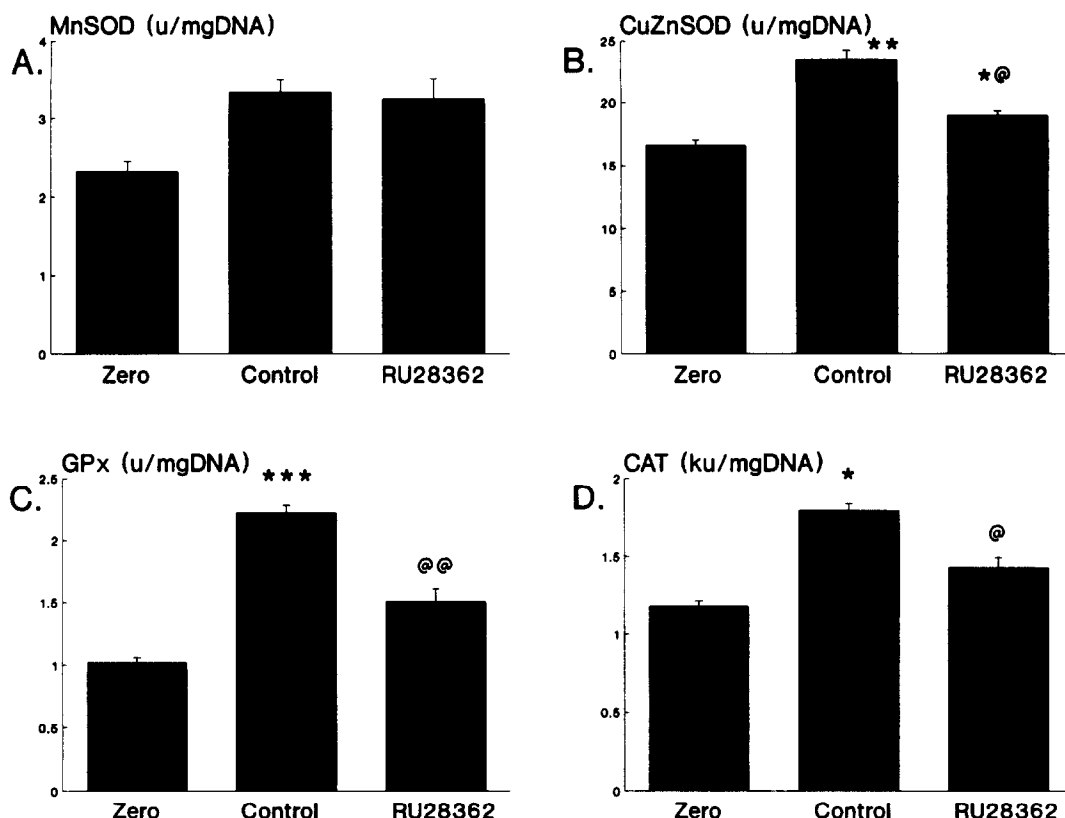 MnSOD (u/mgDNA)
A.
4
3
2
1
0
Zero Control RU28362
CuZnSOD (u/mgDNA)
B.
**
*@
25
20
15
10
5
0
Zero Control RU28362
GPx (u/mgDNA)
C.
***
@@
2.5
2
1.5
1
0.5
0
Zero Control RU28362
CAT (ku/mgDNA)
D.
*
@
2
1.5
1
0.5
0
Zero Control RU28362